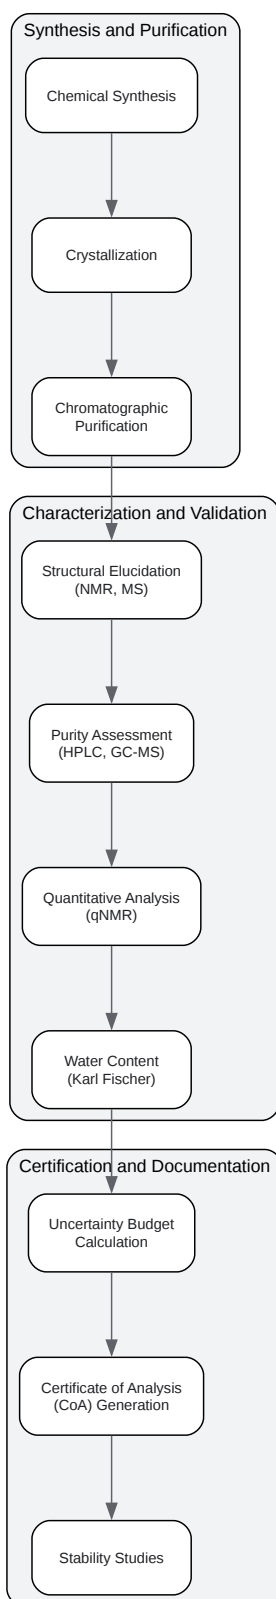 Synthesis and Purification
Chemical Synthesis
Crystallization
Chromatographic
Purification
Characterization and Validation
Structural Elucidation
(NMR, MS)
Purity Assessment
(HPLC, GC-MS)
Quantitative Analysis
(qNMR)
Water Content
(Karl Fischer)
Certification and Documentation
Uncertainty Budget
Calculation
Certificate of Analysis
(CoA) Generation
Stability Studies